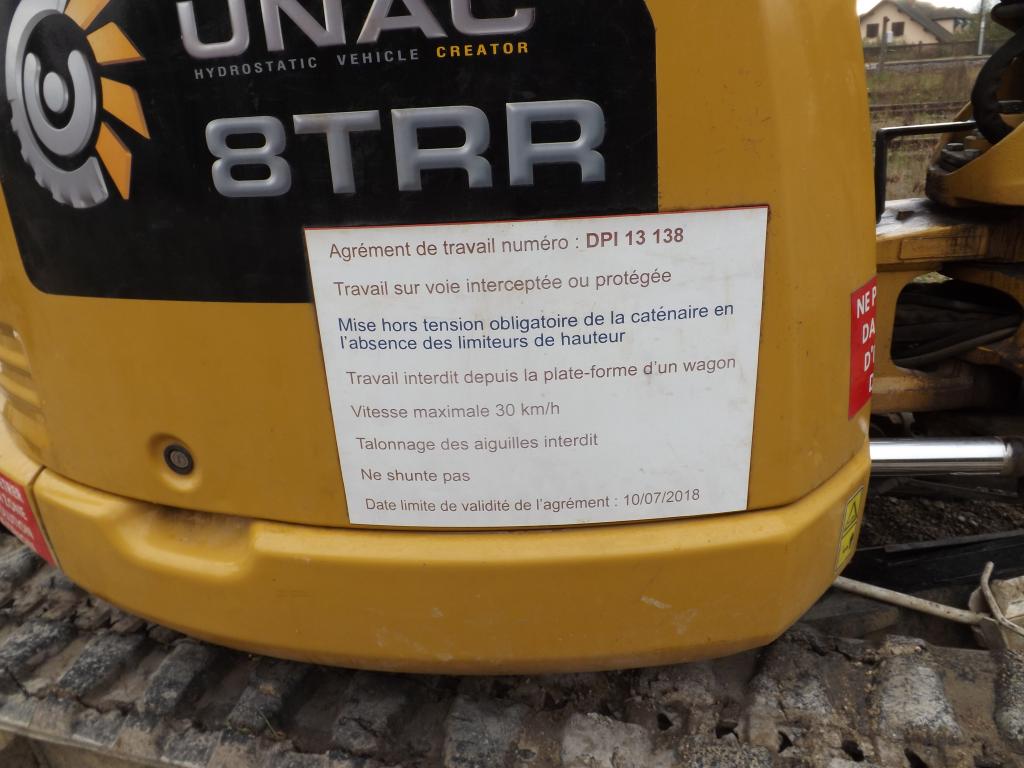 UNAC
HYDROSTATIC VEHICLE CREATOR
8TRR
Agrément de travail numéro : DPI 13 138
Travail sur voie interceptée ou protégée
Mise hors tension obligatoire de la caténaire en
l'absence des limiteurs de hauteur
Travail interdit depuis la plate-forme d'un wagon
Vitesse maximale 30 km/h
Talonnage des aiguilles interdit
Ne shunte pas
Date limite de validité de l'agrément : 10/07/2018
NE